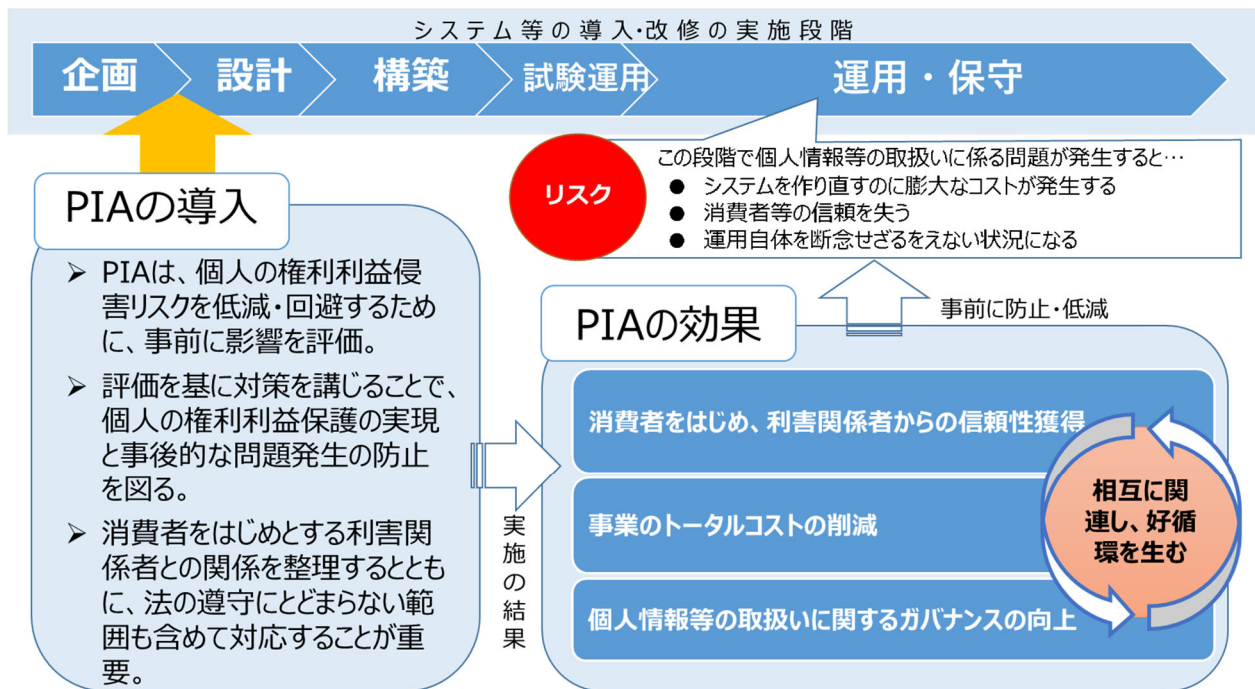 システム等の導入・改修の実施段階
企画
設計
構築
試験運用
運用・保守
リスク
この段階で個人情報等の取扱いに係る問題が発生すると…
● システムを作り直すのに膨大なコストが発生する
● 消費者等の信頼を失う
● 運用自体を断念せざるをえない状況になる
PIAの導入
➢ PIAは、個人の権利利益侵
害リスクを低減・回避するため
に、事前に影響を評価。
➢ 評価を基に対策を講じることで、
個人の権利利益保護の実現
と事後的な問題発生の防止
を図る。
➢ 消費者をはじめとする利害関
係者との関係を整理するととも
に、法の遵守にとどまらない範
囲も含めて対応することが重
要。
実施の結果
事前に防止・低減
PIAの効果
消費者をはじめ、利害関係者からの信頼性獲得
事業のトータルコストの削減
個人情報等の取扱いに関するガバナンスの向上
相互に関
連し、好循
環を生む